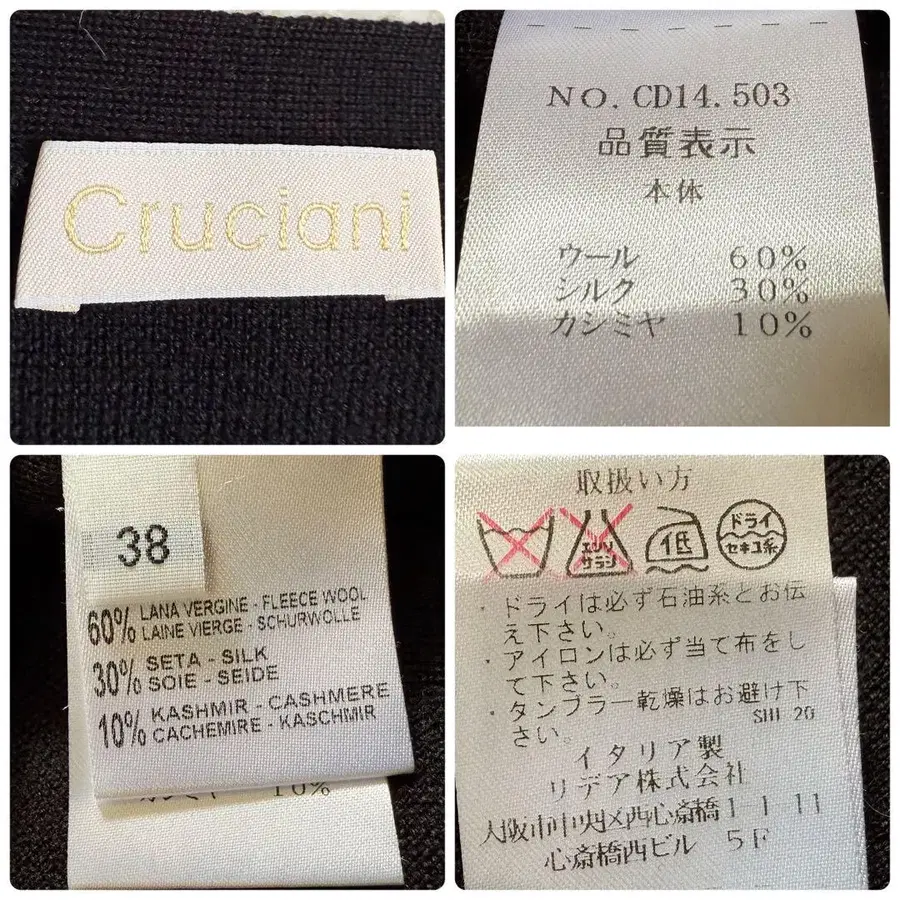 Cruciani
NO. CD14.503
品質表示
本体
ウール 60%
シルク 30%
カシミヤ 10%
38
60% LANA VERGINE - FLEECE WOOL
LAINE VIERGE - SCHURWOLLE
30% SETA - SILK
SOIE - SEIDE
10% KASHMIR - CASHMERE
CACHEMIRE - KASCHMIR
カシミヤ 10%
取扱い方
エンソサラシ
低
ドライ
セキユ系
・ドライは必ず石油系とお伝
え下さい。
・アイロンは必ず当て布をし
て下さい。
・タンブラー乾燥はお避け下
さい。
SHI 20
イタリア製
リデア株式会社
大阪市中央区西心斎橋1 1 11
心斎橋西ビル 5F